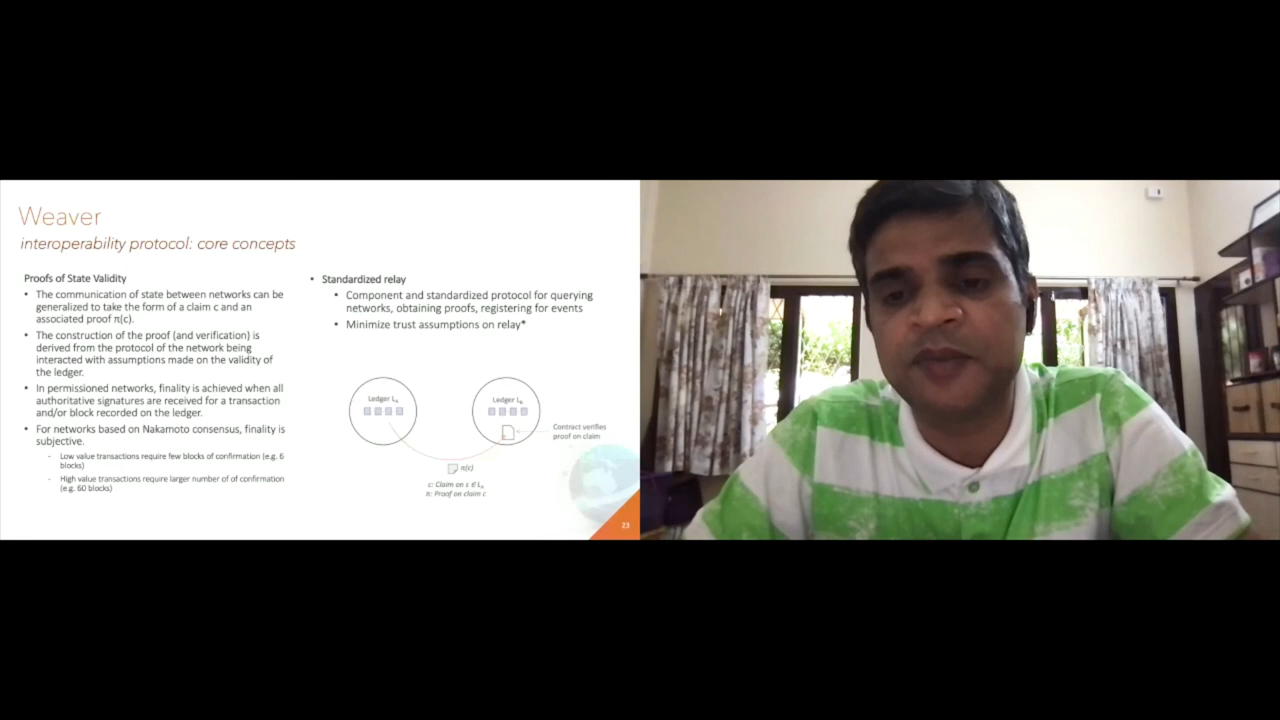 Weaver
interoperability protocol: core concepts
Proofs of State Validity
• The communication of state between networks can be
generalized to take the form of a claim c and an
associated proof π(c).
• The construction of the proof (and verification) is
derived from the protocol of the network being
interacted with assumptions made on the validity of
the ledger.
• In permissioned networks, finality is achieved when all
authoritative signatures are received for a transaction
and/or block recorded on the ledger.
• For networks based on Nakamoto consensus, finality is
subjective.
- Low value transactions require few blocks of confirmation (e.g. 6
blocks)
- High value transactions require larger number of of confirmation
(e.g. 60 blocks)
• Standardized relay
• Component and standardized protocol for querying
networks, obtaining proofs, registering for events
• Minimize trust assumptions on relay*
Ledger Lₐ
Ledger L
Contract verifies
proof on claim
π(c)
c: Claim on s ∈ Lₐ
π: Proof on claim c
23